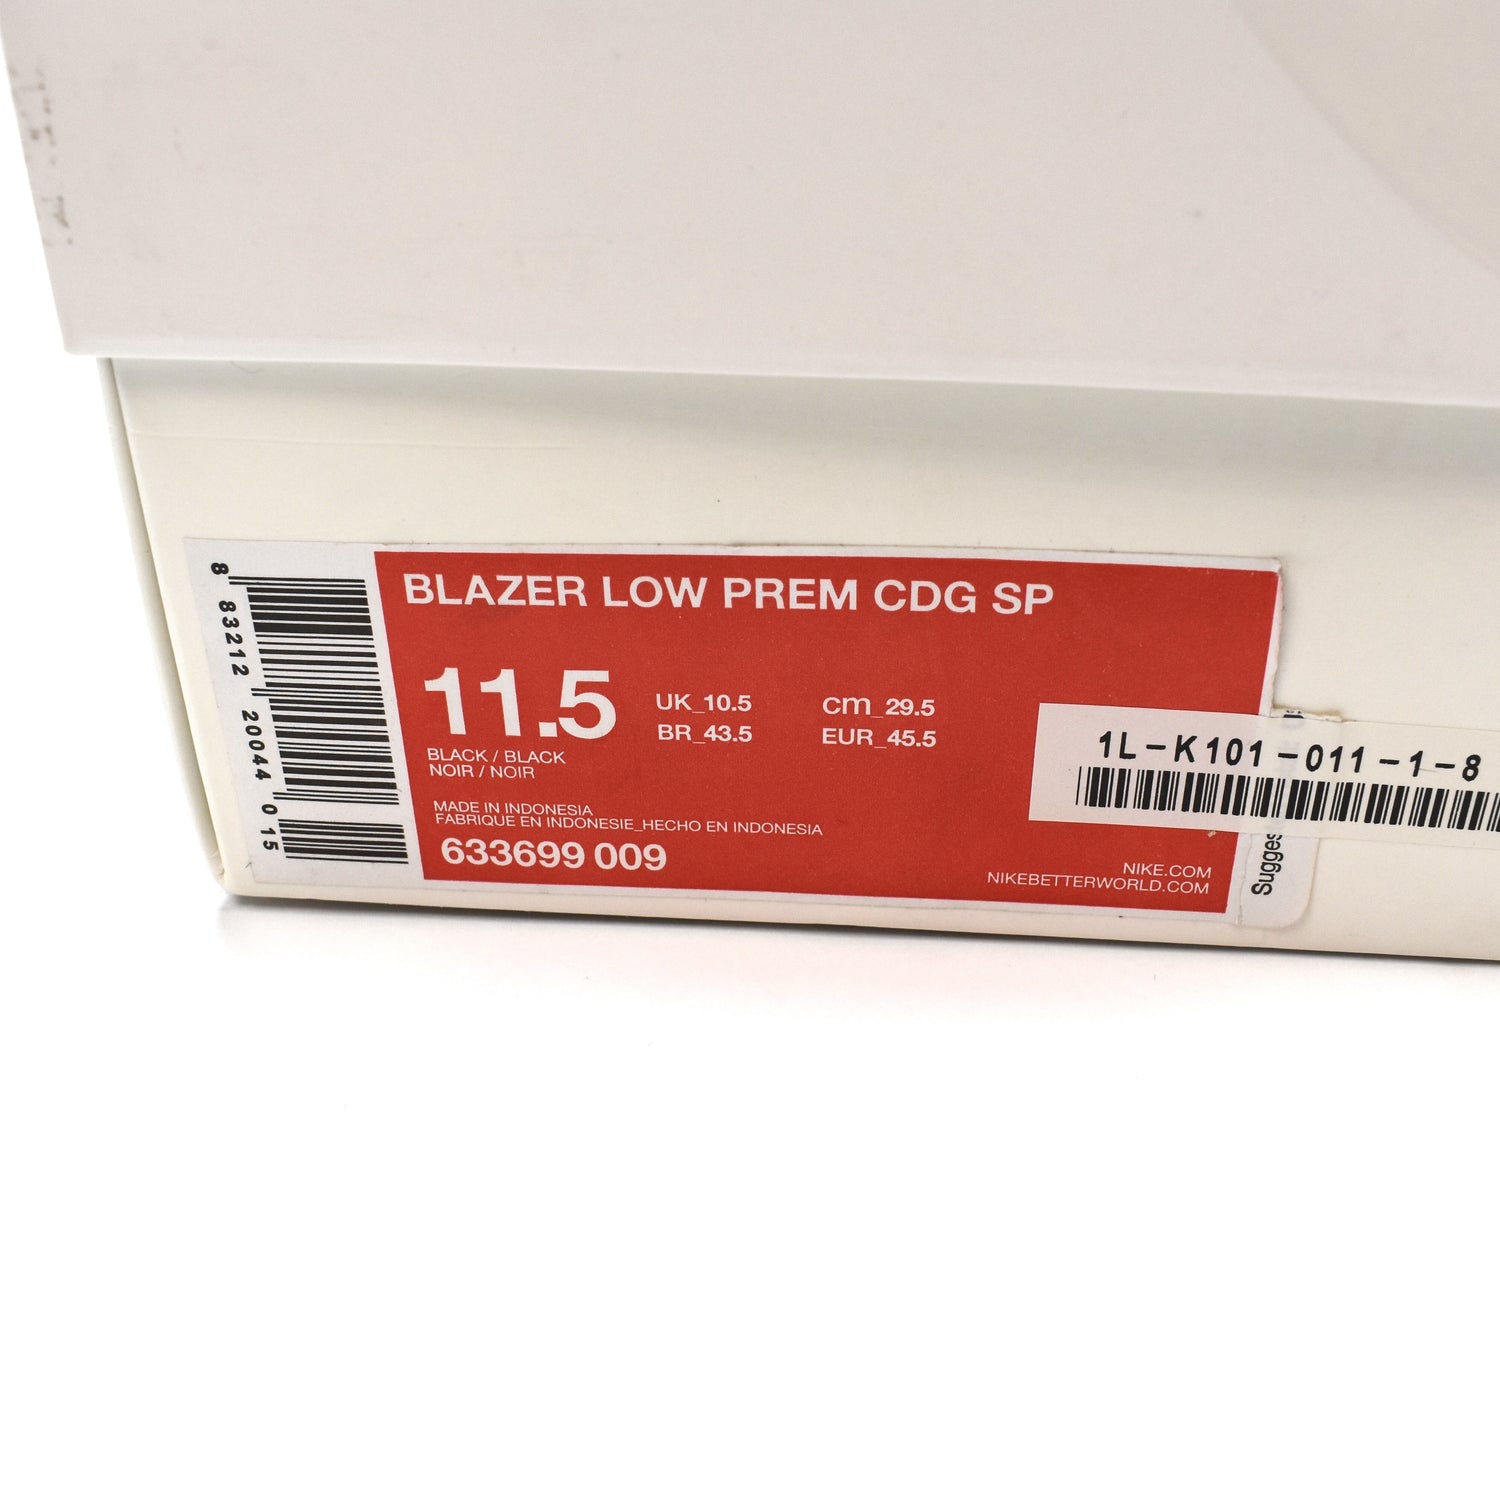 BLAZER LOW PREM CDG SP
11.5
UK_10.5
cm_29.5
BR_43.5
EUR_45.5
BLACK / BLACK
NOIR / NOIR
MADE IN INDONESIA
FABRIQUE EN INDONESIE_HECHO EN INDONESIA
633699 009
NIKE.COM
NIKEBETTERWORLD.COM
8 83212 20044 0 15
1L-K101-011-1-8